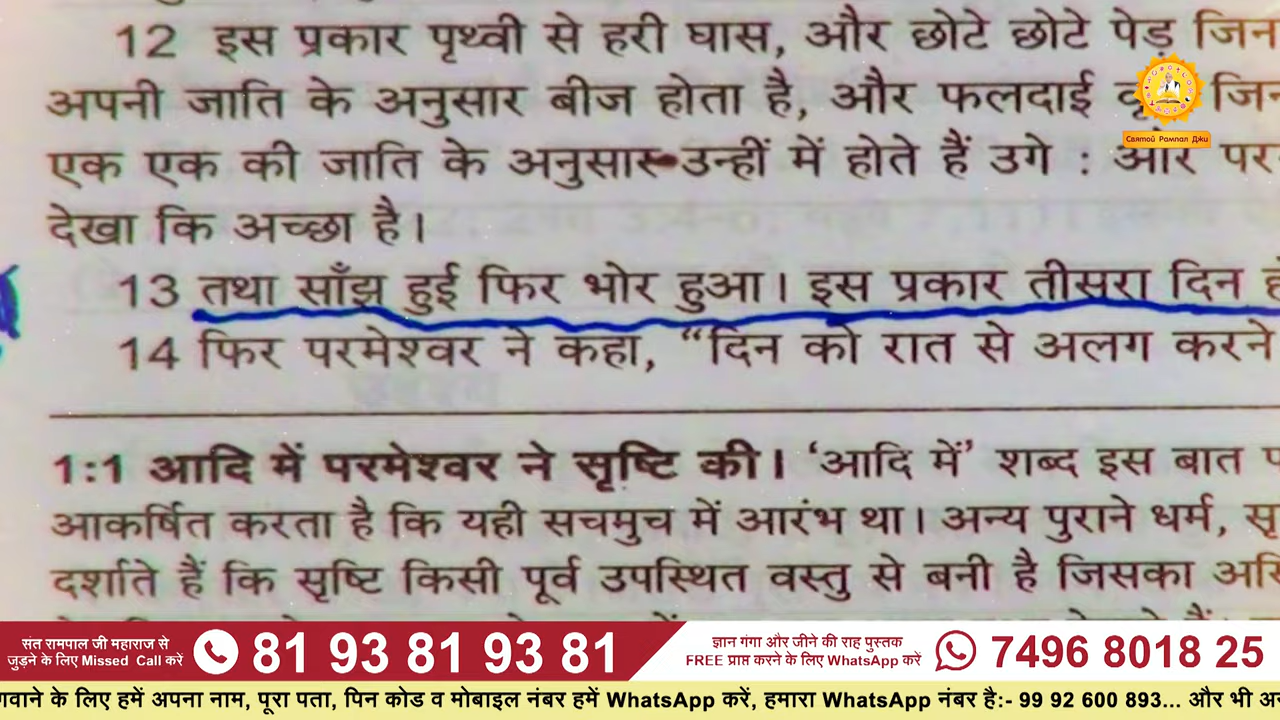 12 इस प्रकार पृथ्वी से हरी घास, और छोटे छोटे पेड़ जिन
अपनी जाति के अनुसार बीज होता है, और फलदाई
एक एक की जाति के अनुसार उन्हीं में होते हैं उगे : और पर
देखा कि अच्छा है।
13 तथा साँझ हुई फिर भोर हुआ। इस प्रकार तीसरा दिन
14 फिर परमेश्वर ने कहा, “दिन को रात से अलग करने
1:1 आदि में परमेश्वर ने सृष्टि की। ‘आदि में’ शब्द इस बात
आकर्षित करता है कि यही सचमुच में आरंभ था। अन्य पुराने धर्म, सृ
दर्शाते हैं कि सृष्टि किसी पूर्व उपस्थित वस्तु से बनी है जिसका
Святой Рампал Джи
संत रामपाल जी महाराज से
जुड़ने के लिए Missed Call करें
81 93 81 93 81
ज्ञान गंगा और जीने की राह पुस्तक
FREE प्राप्त करने के लिए WhatsApp करें
7496 8018 25
गवाने के लिए हमें अपना नाम, पूरा पता, पिन कोड व मोबाइल नंबर हमें WhatsApp करें, हमारा WhatsApp नंबर है:- 99 92 600 893... और भी